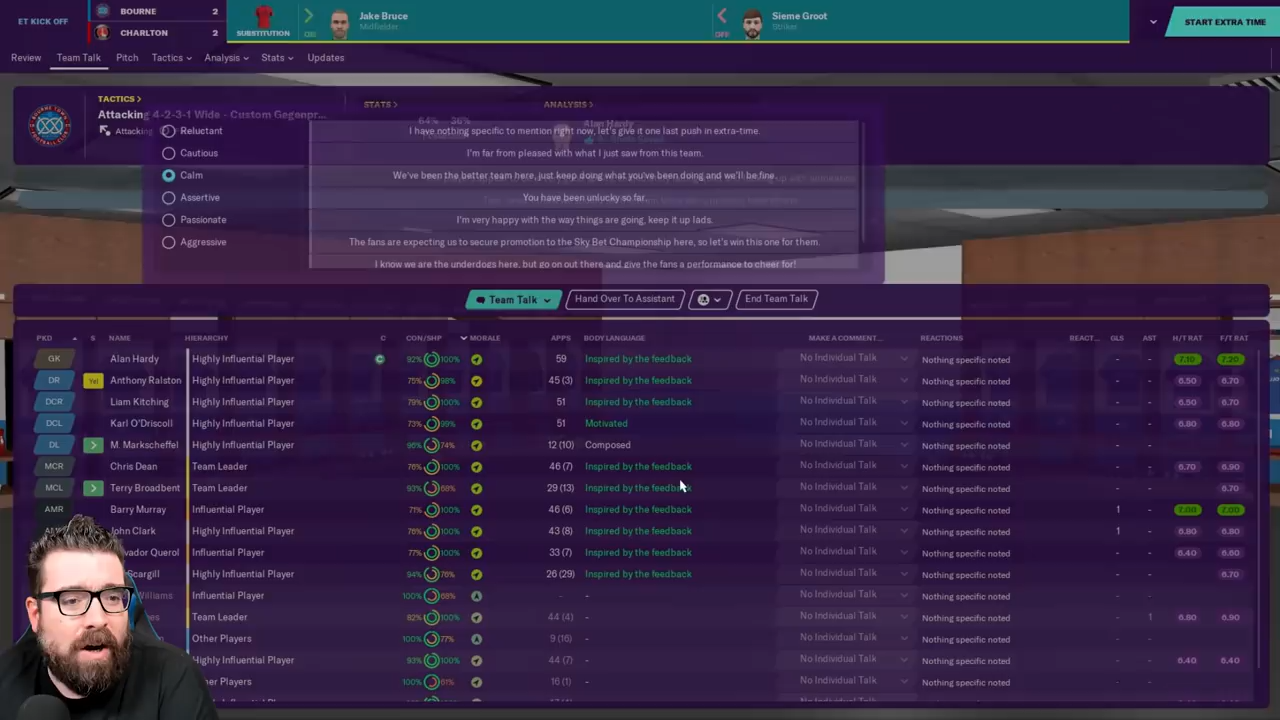 ET KICK OFF
BOURNE 2
CHARLTON 2
SUBSTITUTION
ON
Jake Bruce
Midfielder
OFF
Sieme Groot
Striker
START EXTRA TIME
Review Team Talk Pitch Tactics Analysis Stats Updates
TACTICS >
Attacking 4-2-3-1 Wide - Custom Gegenpr...
Attacking
STATS >
64% 36%
ANALYSIS >
Alan Hardy
Reluctant
Cautious
Calm
Assertive
Passionate
Aggressive
I have nothing specific to mention right now, let's give it one last push in extra-time.
I'm far from pleased with what I just saw from this team.
We've been the better team here, just keep doing what you've been doing and we'll be fine.
You have been unlucky so far.
I'm very happy with the way things are going, keep it up lads.
The fans are expecting us to secure promotion to the Sky Bet Championship here, so let's win this one for them.
I know we are the underdogs here, but go on out there and give the fans a performance to cheer for!
Team Talk Hand Over To Assistant End Team Talk
PKD S NAME HIERARCHY C CON/SHP MORALE APPS BODY LANGUAGE MAKE A COMMENT... REACTIONS REACT... GLS AST H/T RAT F/T RAT
GK Alan Hardy Highly Influential Player C 92% 100% 59 Inspired by the feedback No Individual Talk Nothing specific noted - - 7.10 7.20
DR Yel Anthony Ralston Highly Influential Player 75% 98% 45 (3) Inspired by the feedback No Individual Talk Nothing specific noted - - 6.50 6.70
DCR Liam Kitching Highly Influential Player 79% 100% 51 Inspired by the feedback No Individual Talk Nothing specific noted - - 6.50 6.70
DCL Karl O'Driscoll Highly Influential Player 73% 99% 51 Motivated No Individual Talk Nothing specific noted - - 6.80 6.80
DL M. Markscheffel Highly Influential Player 96% 74% 12 (10) Composed No Individual Talk Nothing specific noted - -
MCR Chris Dean Team Leader 76% 100% 46 (7) Inspired by the feedback No Individual Talk Nothing specific noted - - 6.70 6.90
MCL Terry Broadbent Team Leader 93% 68% 29 (13) Inspired by the feedback No Individual Talk Nothing specific noted - - 6.70
AMR Barry Murray Influential Player 71% 100% 46 (6) Inspired by the feedback No Individual Talk Nothing specific noted 1 - 7.00 7.00
John Clark Highly Influential Player 76% 100% 43 (8) Inspired by the feedback No Individual Talk Nothing specific noted 1 - 6.80 6.80
vador Querol Influential Player 77% 100% 33 (7) Inspired by the feedback No Individual Talk Nothing specific noted - - 6.40 6.60
Scargill Highly Influential Player 94% 76% 26 (29) Inspired by the feedback No Individual Talk Nothing specific noted - - 6.70
Williams Influential Player 100% 68% - - No Individual Talk Nothing specific noted - -
es Team Leader 82% 100% 44 (4) - No Individual Talk Nothing specific noted - 1 6.80 6.90
Other Players 100% 77% 9 (16) - No Individual Talk Nothing specific noted - -
Highly Influential Player 93% 100% 44 (7) - No Individual Talk Nothing specific noted - - 6.40 6.40
her Players 100% 61% 16 (1) - No Individual Talk Nothing specific noted - -